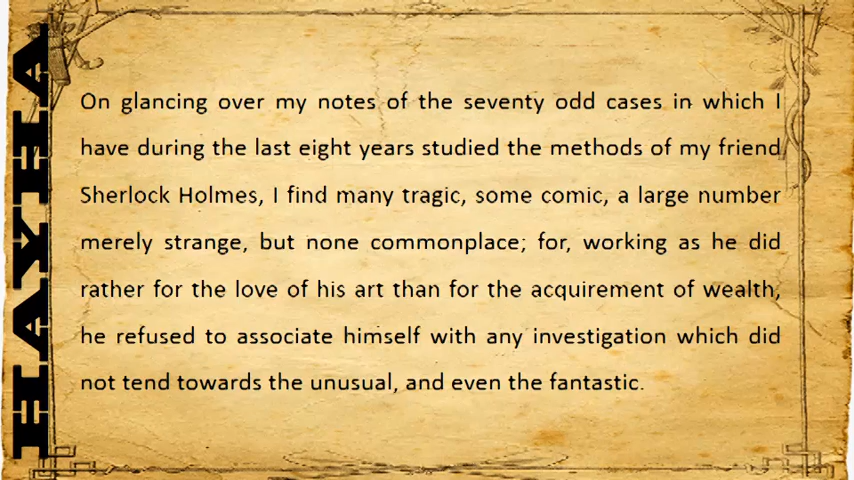 HAYHA
On glancing over my notes of the seventy odd cases in which I
have during the last eight years studied the methods of my friend
Sherlock Holmes, I find many tragic, some comic, a large number
merely strange, but none commonplace; for, working as he did
rather for the love of his art than for the acquirement of wealth,
he refused to associate himself with any investigation which did
not tend towards the unusual, and even the fantastic.